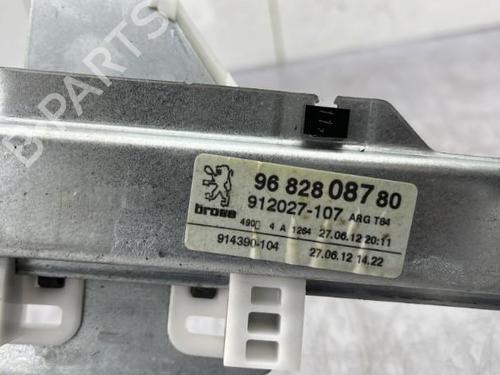 96 828 087 80
brose 912027-107 ARG T84
4 A 1264 27.06.12 20:11
914390-104 27.06.12 14.22
B-PARTS